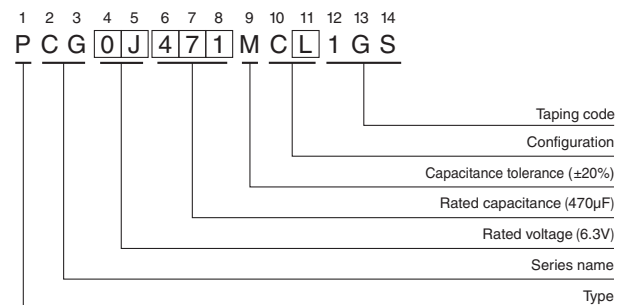 1 2 3 4 5 6 7 8 9 10 11 12 13 14
P C G 0 J 4 7 1 M C L 1 G S
Taping code
Configuration
Capacitance tolerance (±20%)
Rated capacitance (470μF)
Rated voltage (6.3V)
Series name
Type